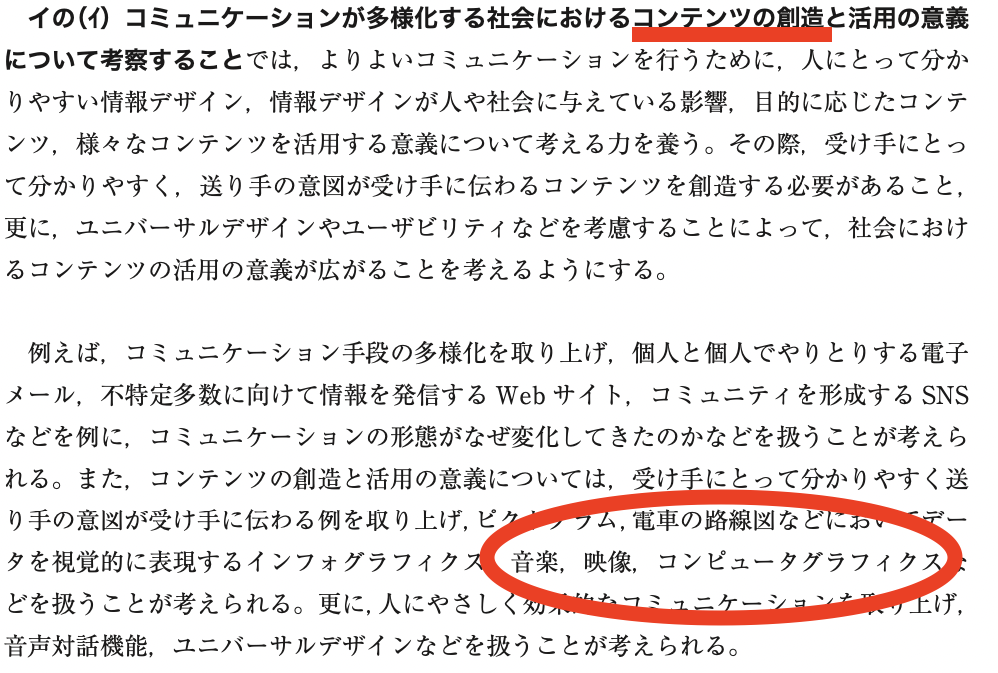 イの(イ) コミュニケーションが多様化する社会におけるコンテンツの創造と活用の意義
について考察することでは，よりよいコミュニケーションを行うために，人にとって分か
りやすい情報デザイン，情報デザインが人や社会に与えている影響，目的に応じたコンテ
ンツ，様々なコンテンツを活用する意義について考える力を養う。その際，受け手にとっ
て分かりやすく，送り手の意図が受け手に伝わるコンテンツを創造する必要があること，
更に，ユニバーサルデザインやユーザビリティなどを考慮することによって，社会におけ
るコンテンツの活用の意義が広がることを考えるようにする。
例えば，コミュニケーション手段の多様化を取り上げ，個人と個人でやりとりする電子
メール，不特定多数に向けて情報を発信する Web サイト，コミュニティを形成する SNS
などを例に，コミュニケーションの形態がなぜ変化してきたのかなどを扱うことが考えら
れる。また，コンテンツの創造と活用の意義については，受け手にとって分かりやすく送
り手の意図が受け手に伝わる例を取り上げ，ピクトグラム，電車の路線図などにおいてデー
タを視覚的に表現するインフォグラフィクス，音楽，映像，コンピュータグラフィクスな
どを扱うことが考えられる。更に，人にやさしく効果的なコミュニケーションを取り上げ，
音声対話機能，ユニバーサルデザインなどを扱うことが考えられる。